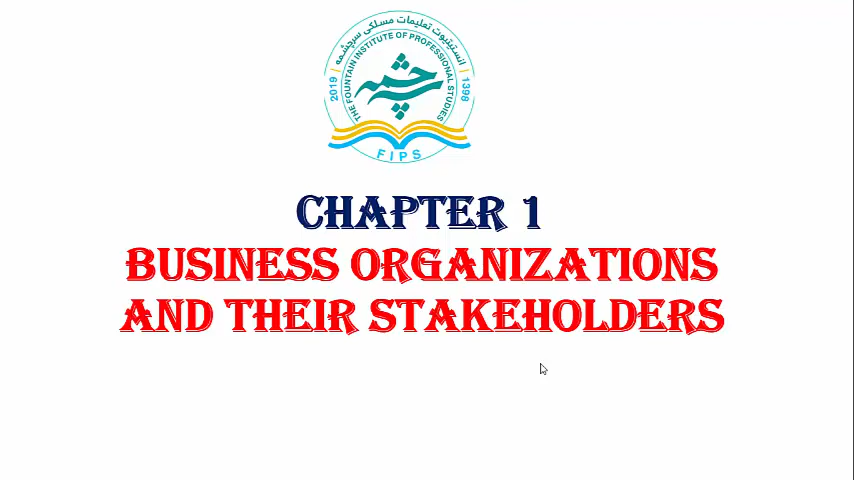 انستیتیوت تعلیمات مسلکی سرچشمه
THE FOUNTAIN INSTITUTE OF PROFESSIONAL STUDIES
2019
1398
سرچشمه
FIPS
CHAPTER 1
BUSINESS ORGANIZATIONS
AND THEIR STAKEHOLDERS